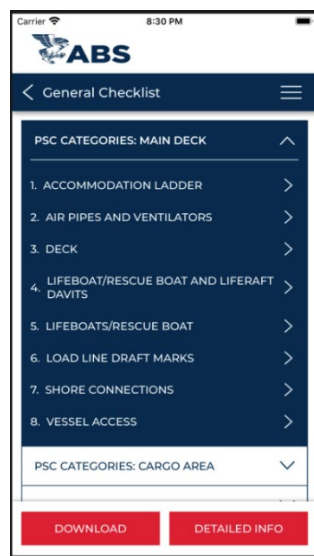 Carrier 8:30 PM
ABS
General Checklist
PSC CATEGORIES: MAIN DECK
1. ACCOMMODATION LADDER
2. AIR PIPES AND VENTILATORS
3. DECK
4. LIFEBOAT/RESCUE BOAT AND LIFERAFT
DAVITS
5. LIFEBOATS/RESCUE BOAT
6. LOAD LINE DRAFT MARKS
7. SHORE CONNECTIONS
8. VESSEL ACCESS
PSC CATEGORIES: CARGO AREA
DOWNLOAD DETAILED INFO